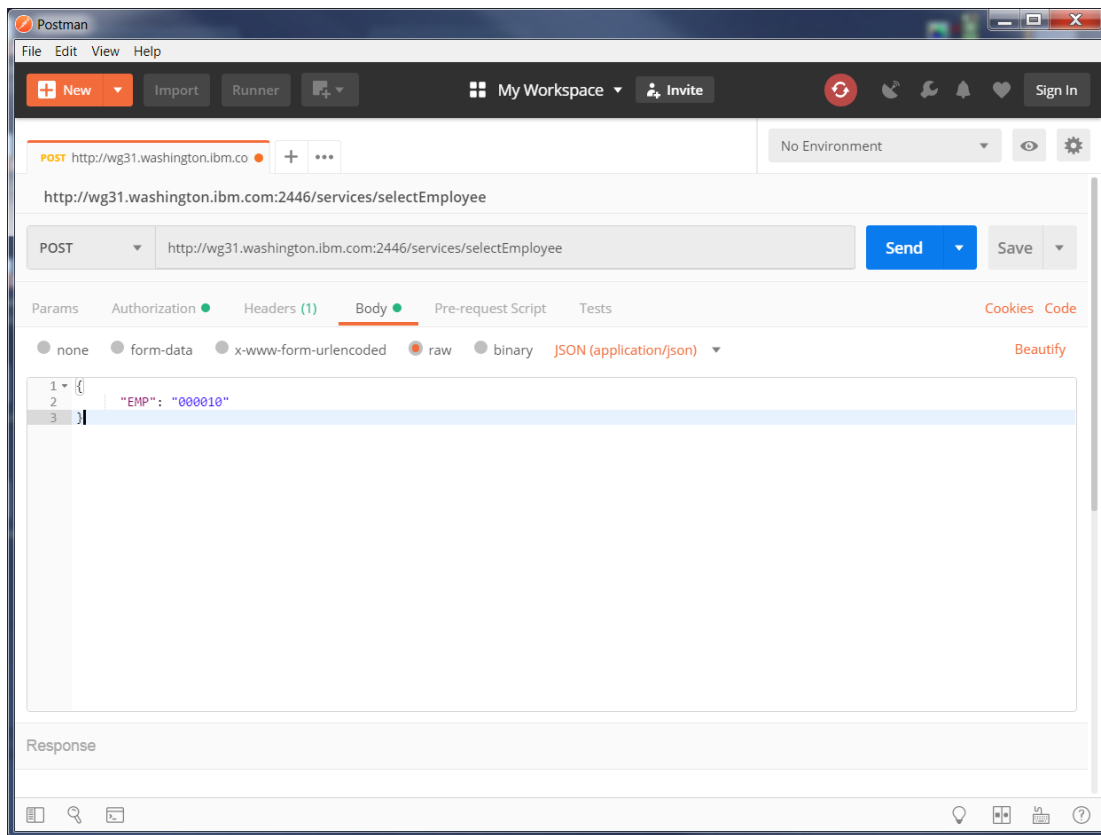 Postman
File Edit View Help
New Import Runner My Workspace Invite Sign In
POST http://wg31.washington.ibm.co + ••• No Environment
http://wg31.washington.ibm.com:2446/services/selectEmployee
POST http://wg31.washington.ibm.com:2446/services/selectEmployee Send Save
Params Authorization Headers (1) Body Pre-request Script Tests Cookies Code
none form-data x-www-form-urlencoded raw binary JSON (application/json) Beautify
1 {
2 "EMP": "000010"
3 }
Response